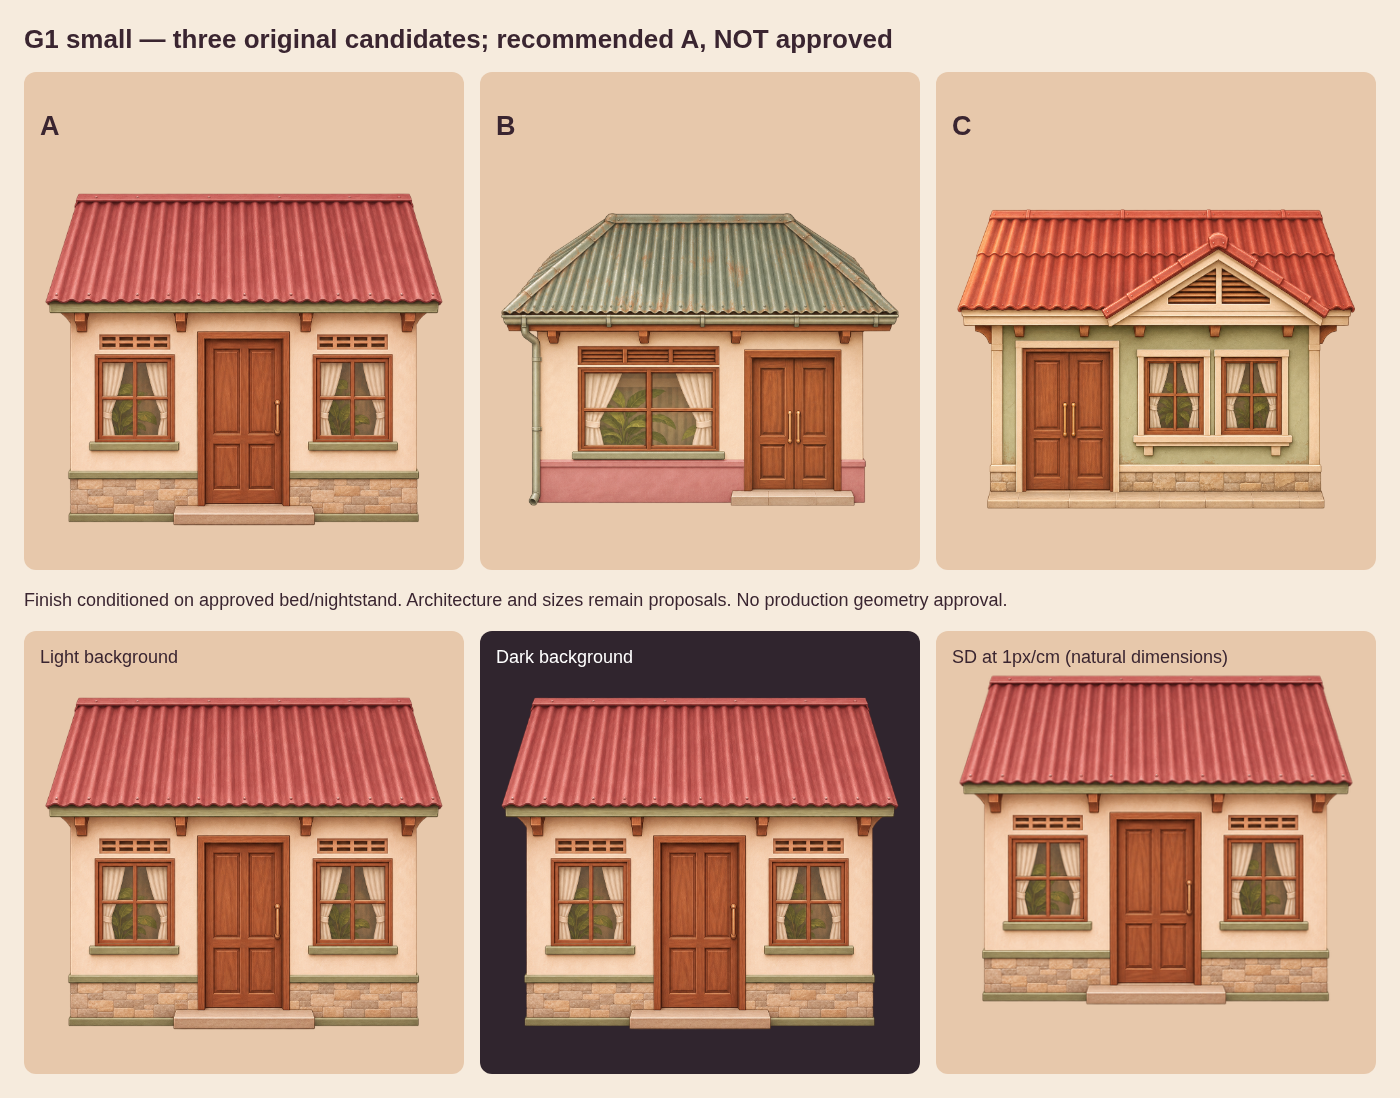 G1 small — three original candidates; recommended A, NOT approved
A
B
C
Finish conditioned on approved bed/nightstand. Architecture and sizes remain proposals. No production geometry approval.
Light background
Dark background
SD at 1px/cm (natural dimensions)